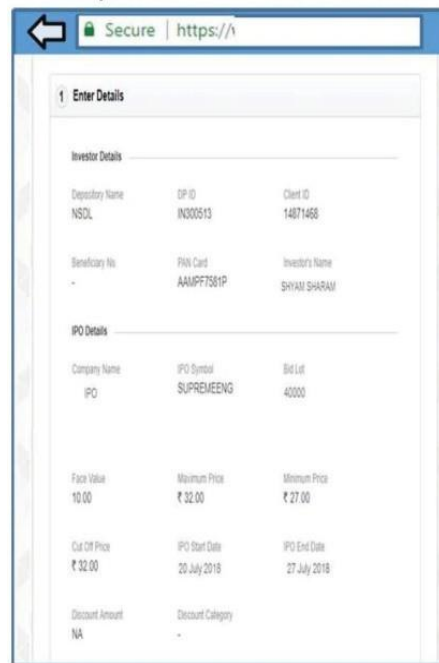 Secure | https://
1 Enter Details
Investor Details
Depository Name DP ID Client ID
NSDL IN300513 14871468
Beneficiary No. PAN Card Investor's Name
- AAMPF7581P SHYAM SHARAM
IPO Details
Company Name IPO Symbol Bid Lot
IPO SUPREMEENG 40000
Face Value Maximum Price Minimum Price
10.00 ₹ 32.00 ₹ 27.00
Cut Off Price IPO Start Date IPO End Date
₹ 32.00 20 July 2018 27 July 2018
Discount Amount Discount Category
NA -